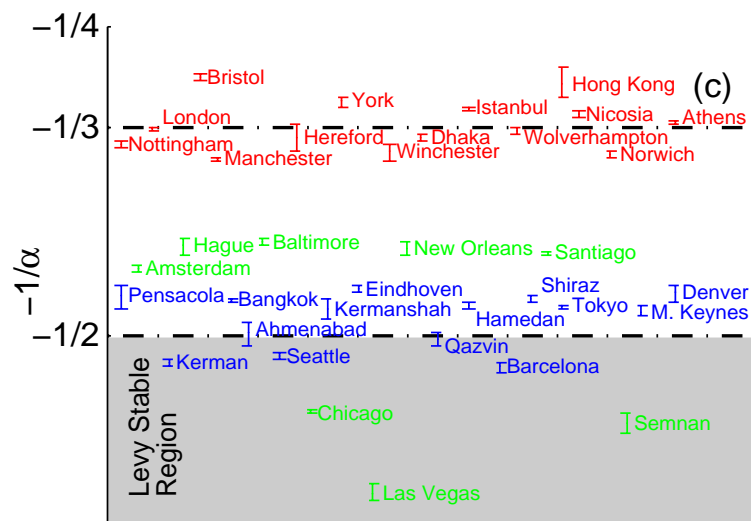 −1/4
Bristol
Hong Kong
(c)
York
London
Istanbul
Nicosia
Athens
−1/3
Nottingham
Hereford
Dhaka
Wolverhampton
Manchester
Winchester
Norwich
Hague
Baltimore
New Orleans
Santiago
Amsterdam
−1/α
Pensacola
Bangkok
Eindhoven
Shiraz
Denver
Kermanshah
Hamedan
Tokyo
M. Keynes
−1/2
Ahmenabad
Qazvin
Kerman
Seattle
Barcelona
Chicago
Semnan
Las Vegas
Levy Stable
Region